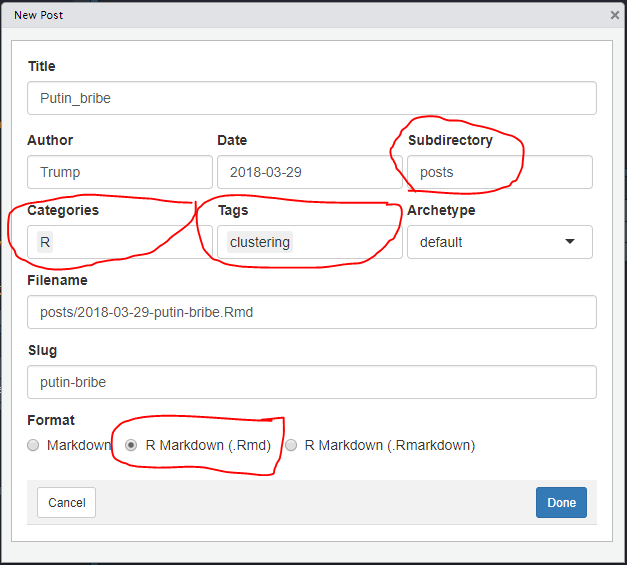 New Post
Title
Putin_bribe
Author Date Subdirectory
Trump 2018-03-29 posts
Categories Tags Archetype
R clustering default
Filename
posts/2018-03-29-putin-bribe.Rmd
Slug
putin-bribe
Format
Markdown R Markdown (.Rmd) R Markdown (.Rmarkdown)
Cancel Done